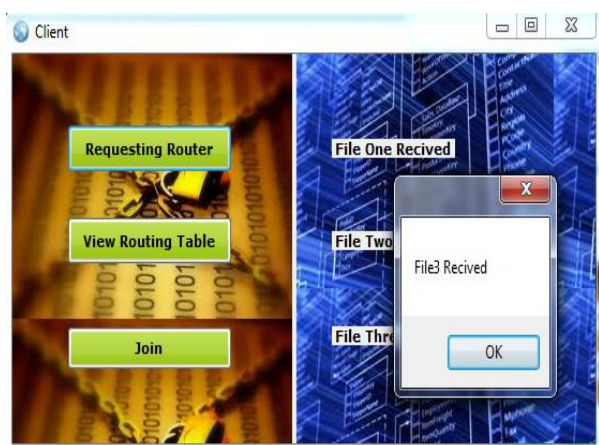 Client
Requesting Router
File One Recived
View Routing Table
File Two
File3 Recived
Join
File Thre
OK